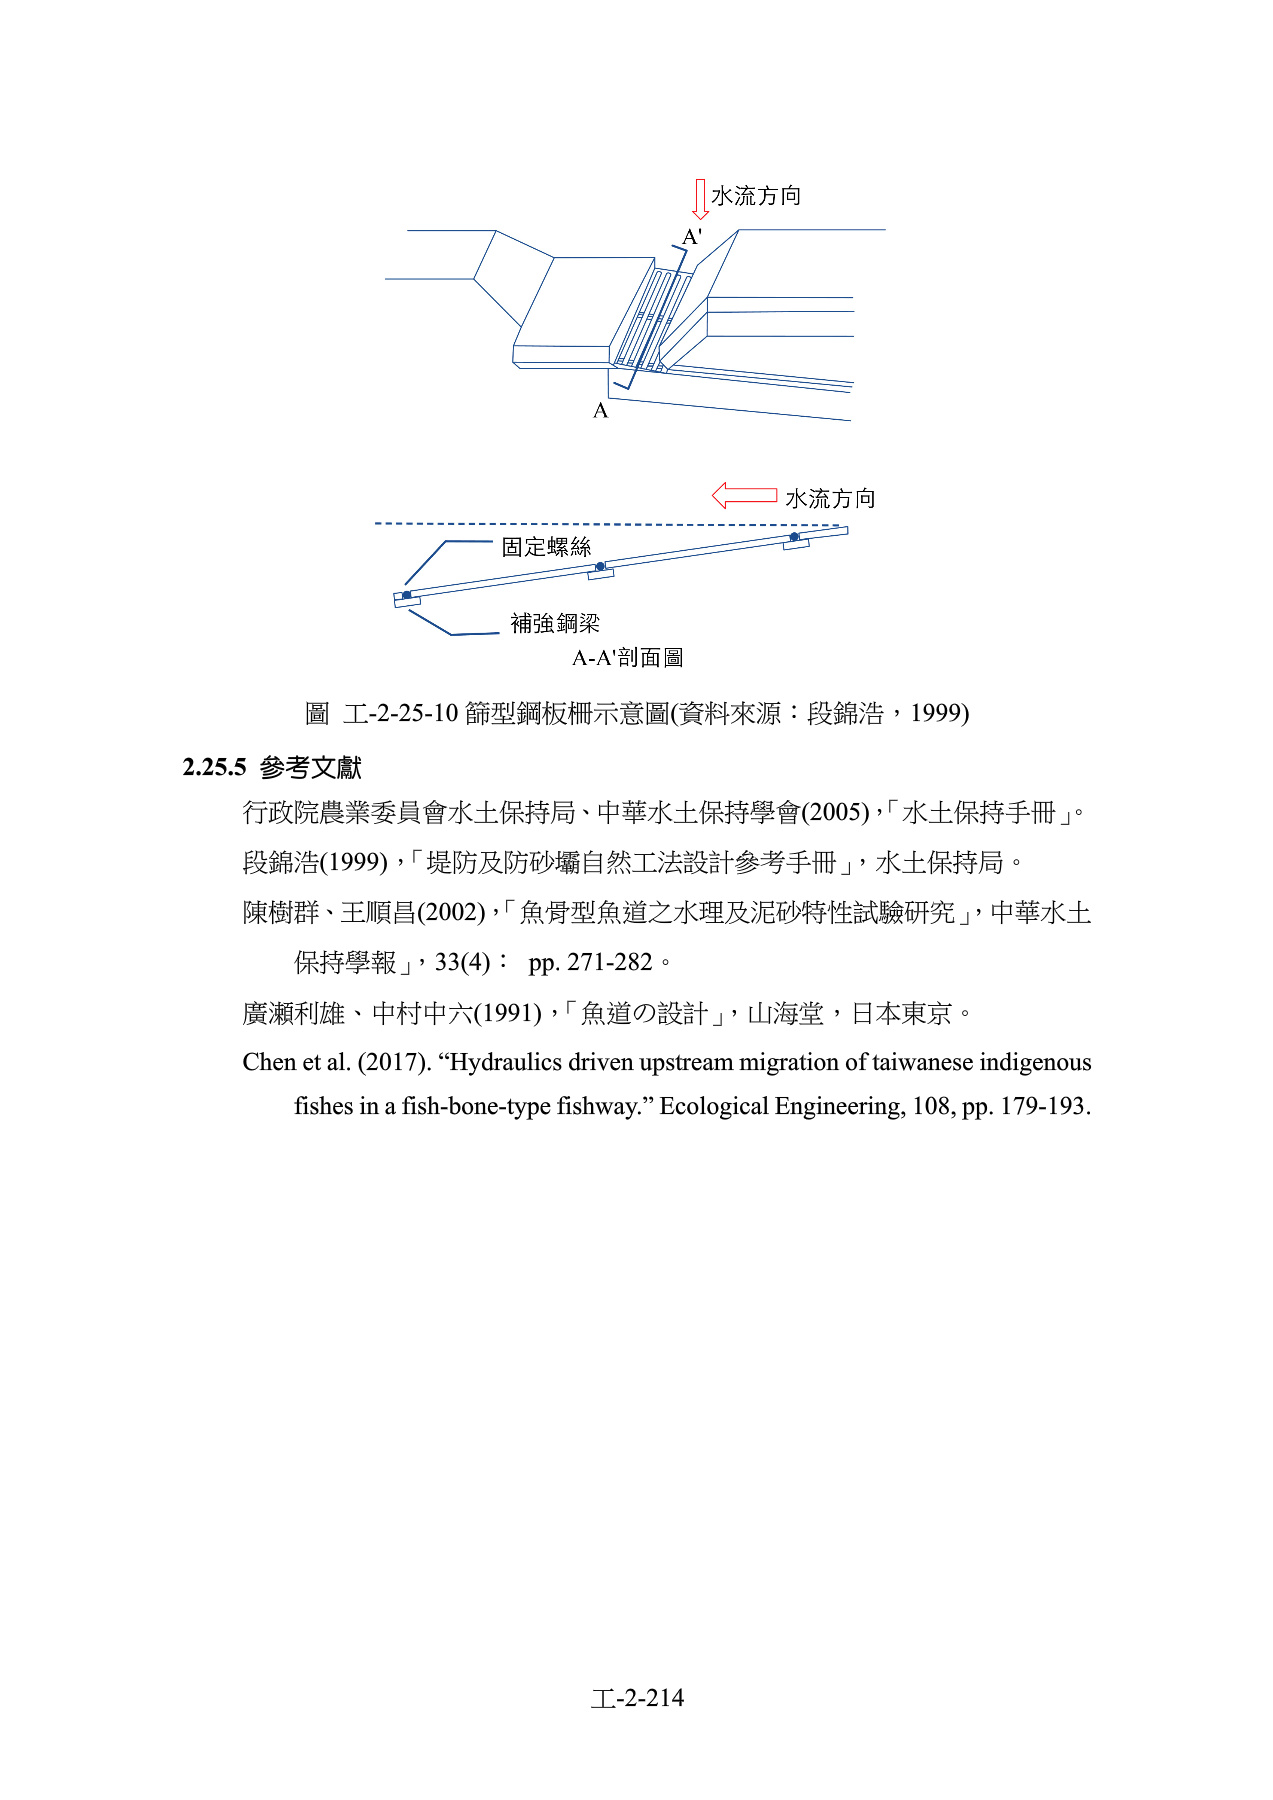 水流方向
A'
A
水流方向
固定螺絲
補強鋼梁
A-A'剖面圖
圖 工-2-25-10 篩型鋼板柵示意圖(資料來源：段錦浩，1999)
2.25.5 參考文獻
行政院農業委員會水土保持局、中華水土保持學會(2005)，「水土保持手冊」。
段錦浩(1999)，「堤防及防砂壩自然工法設計參考手冊」，水土保持局。
陳樹群、王順昌(2002)，「魚骨型魚道之水理及泥砂特性試驗研究」，中華水土
保持學報」，33(4)： pp. 271-282。
廣瀨利雄、中村中六(1991)，「魚道の設計」，山海堂，日本東京。
Chen et al. (2017). “Hydraulics driven upstream migration of taiwanese indigenous
fishes in a fish-bone-type fishway.” Ecological Engineering, 108, pp. 179-193.
工-2-214